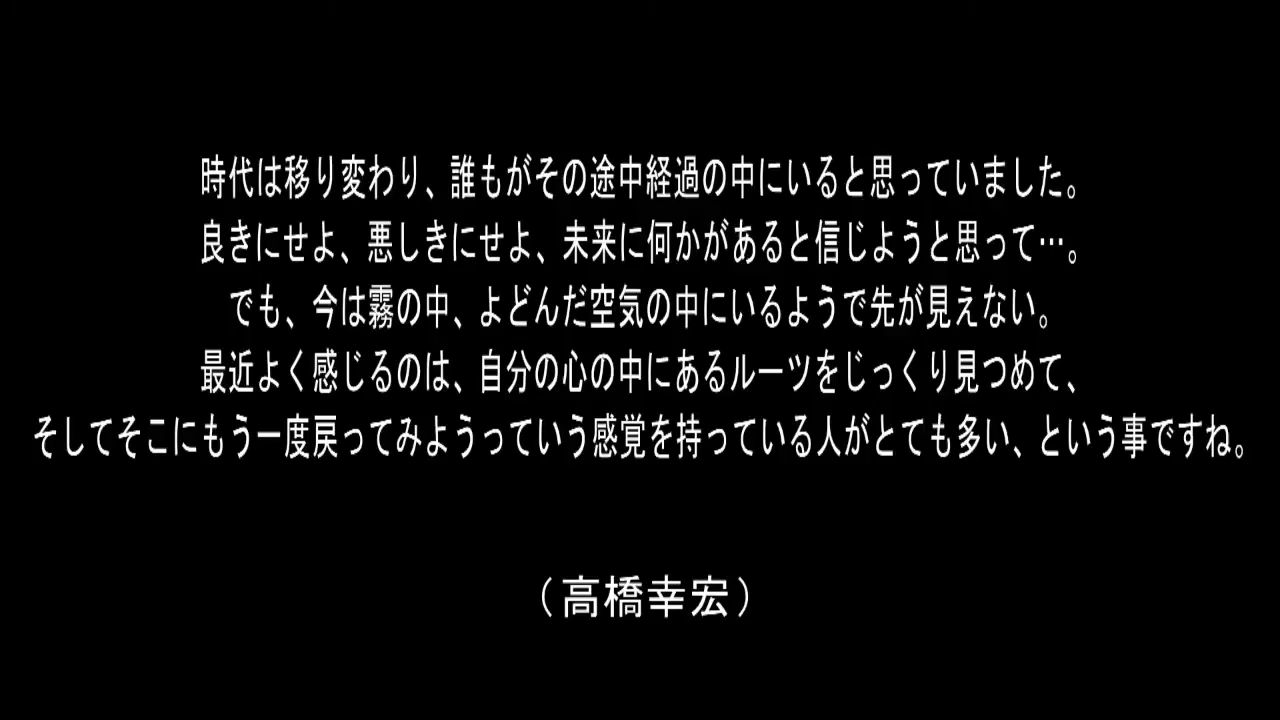 時代は移り変わり、誰もがその途中経過の中にいると思っていました。
良きにせよ、悪しきにせよ、未来に何かがあると信じようと思って…。
でも、今は霧の中、よどんだ空気の中にいるようで先が見えない。
最近よく感じるのは、自分の心の中にあるルーツをじっくり見つめて、
そしてそこにもう一度戻ってみようっていう感覚を持っている人がとても多い、という事ですね。
（高橋幸宏）